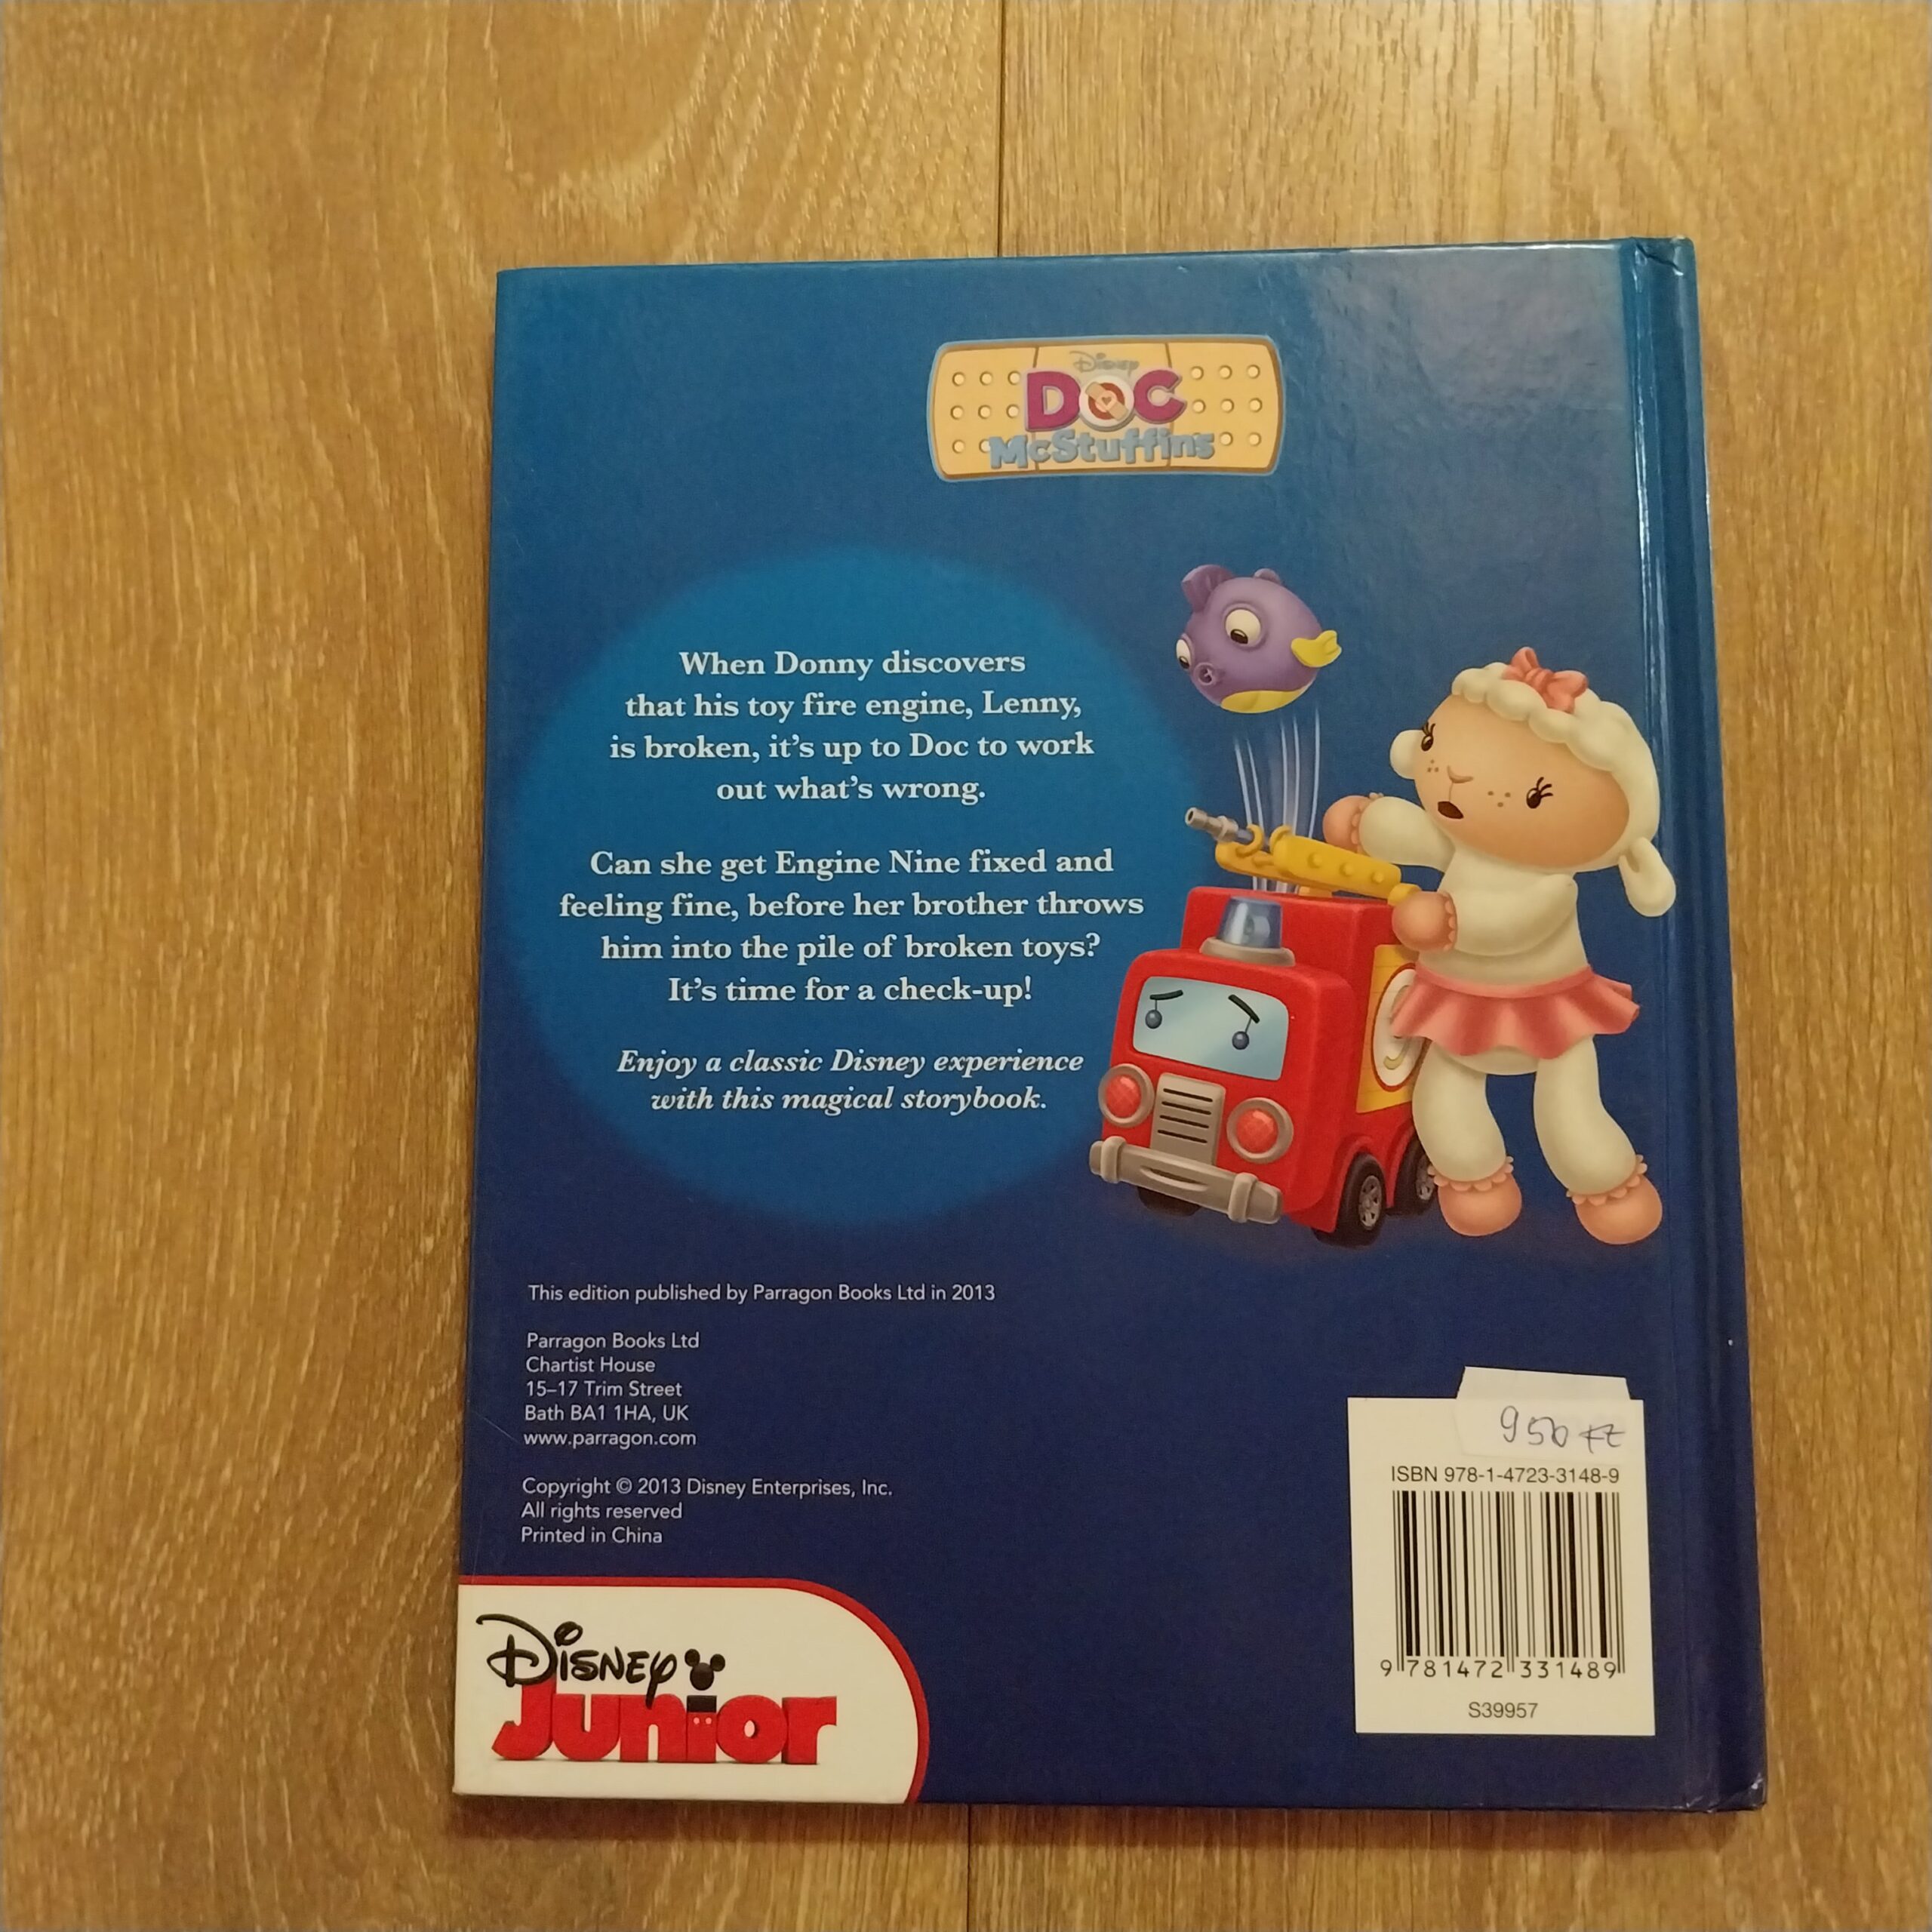 Disney
DOC
McStuffins
When Donny discovers
that his toy fire engine, Lenny,
is broken, it’s up to Doc to work
out what’s wrong.
Can she get Engine Nine fixed and
feeling fine, before her brother throws
him into the pile of broken toys?
It’s time for a check-up!
Enjoy a classic Disney experience
with this magical storybook.
This edition published by Parragon Books Ltd in 2013
Parragon Books Ltd
Chartist House
15–17 Trim Street
Bath BA1 1HA, UK
www.parragon.com
Copyright © 2013 Disney Enterprises, Inc.
All rights reserved
Printed in China
Disney
Junior
950 Ft
ISBN 978-1-4723-3148-9
9 781472 331489
S39957